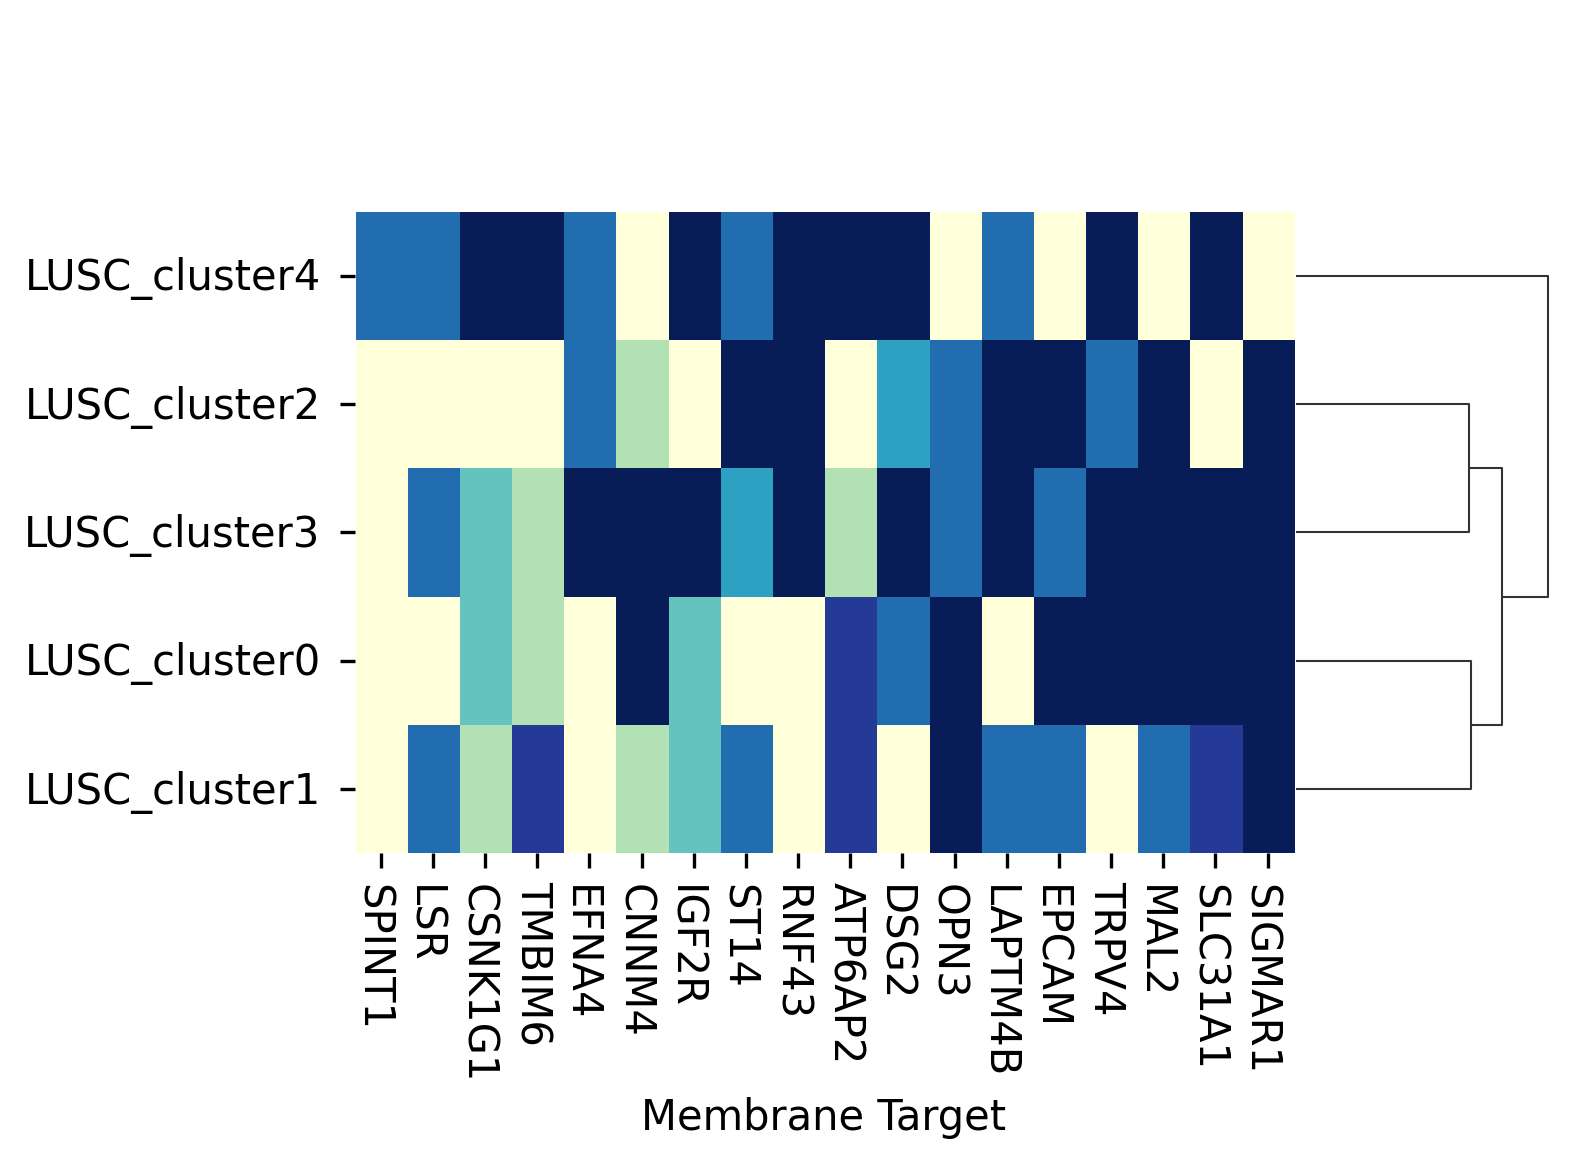 LUSC_cluster4
LUSC_cluster2
LUSC_cluster3
LUSC_cluster0
LUSC_cluster1
SPINT1
LSR
CSNK1G1
TMBIM6
EFNA4
CNNM4
IGF2R
ST14
RNF43
ATP6AP2
DSG2
OPN3
LAPTM4B
EPCAM
TRPV4
MAL2
SLC31A1
SIGMAR1
Membrane Target